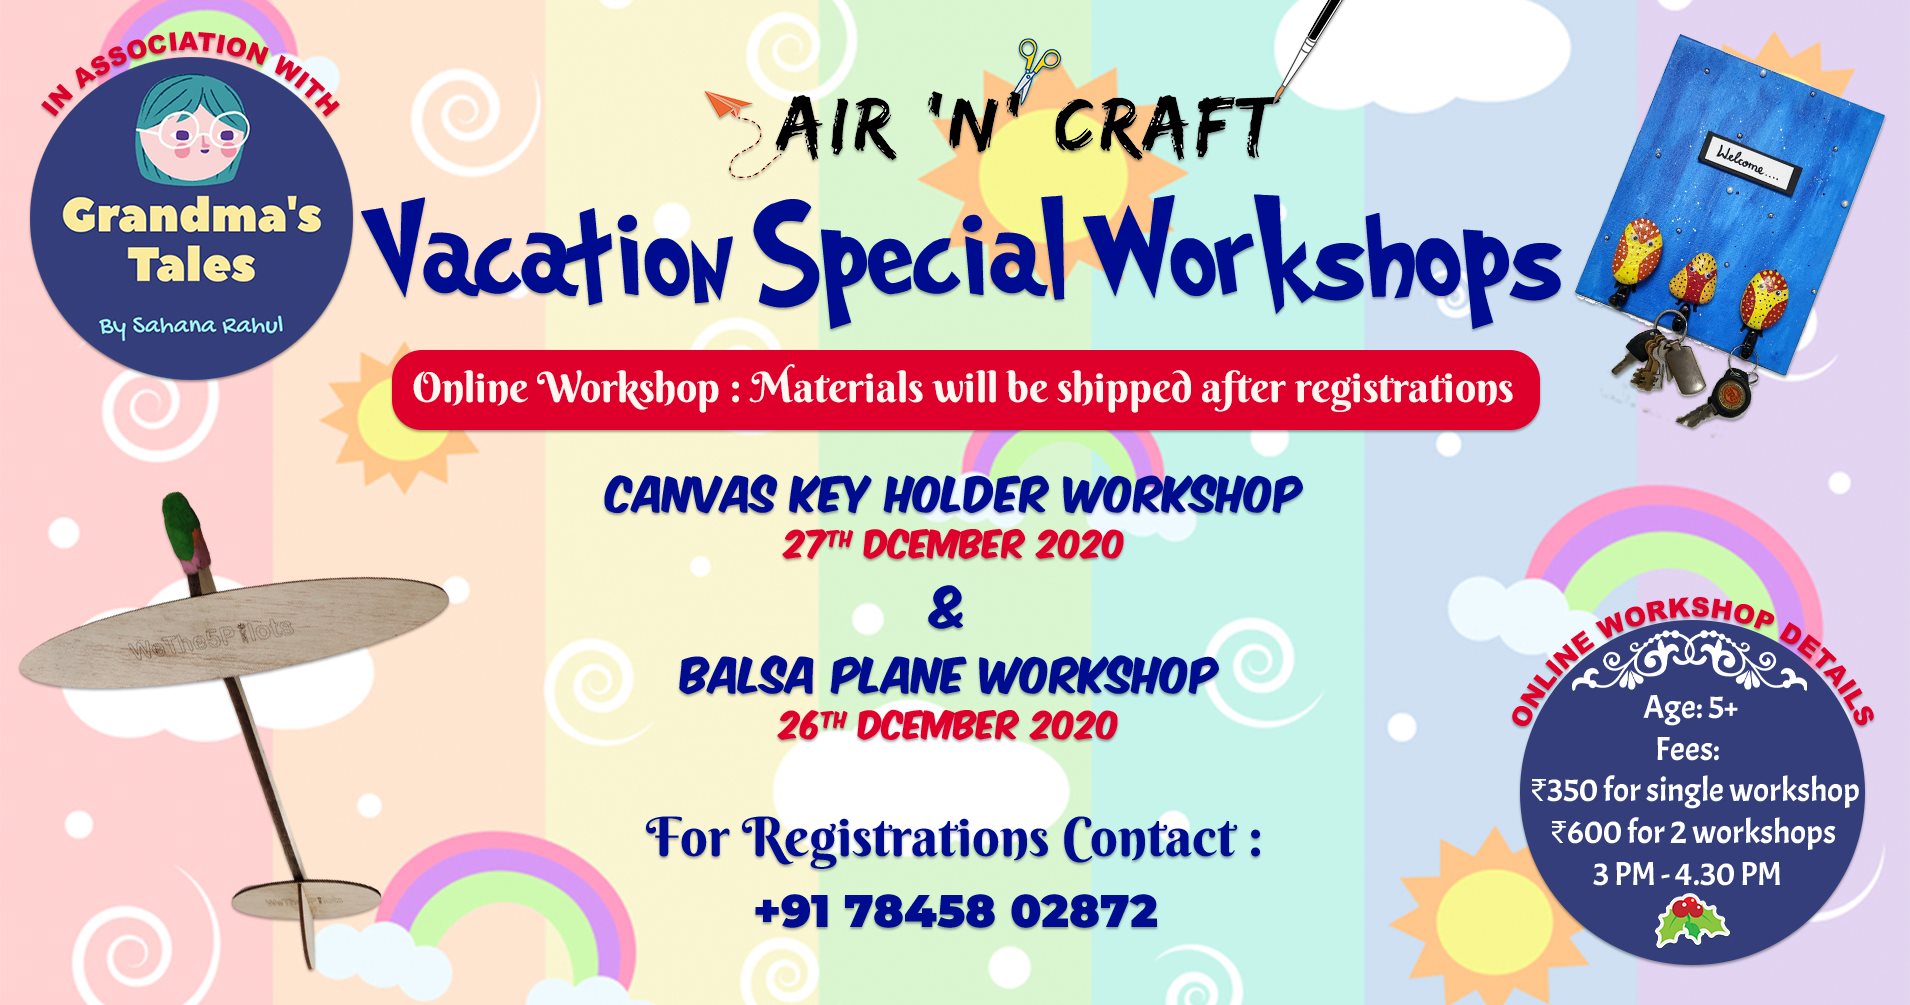 IN ASSOCIATION WITH
Grandma's
Tales
By Sahana Rahul
AIR 'N' CRAFT
Vacation Special Workshops
Welcome....
Online Workshop : Materials will be shipped after registrations
CANVAS KEY HOLDER WORKSHOP
27TH DCEMBER 2020
&
BALSA PLANE WORKSHOP
26TH DCEMBER 2020
For Registrations Contact :
+91 78458 02872
WeThe5Pilots
WeThe5Pilots
ONLINE WORKSHOP DETAILS
Age: 5+
Fees:
₹350 for single workshop
₹600 for 2 workshops
3 PM - 4.30 PM